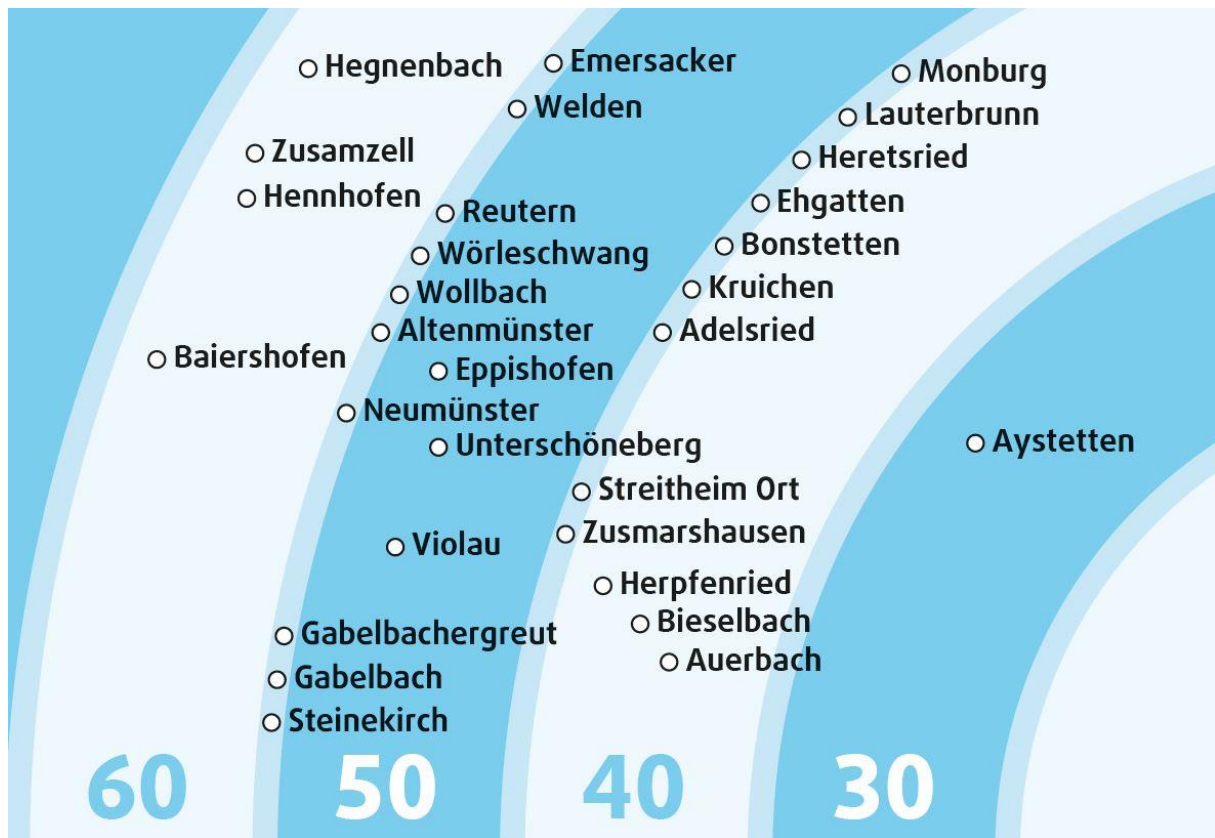 Hegnenbach
Emersacker
Monburg
Welden
Lauterbrunn
Zusamzell
Heretsried
Hennhofen
Reutern
Ehgatten
Wörleschwang
Bonstetten
Wollbach
Kruichen
Altenmünster
Adelsried
Baiershofen
Eppishofen
Neumünster
Unterschöneberg
Aystetten
Streitheim Ort
Zusmarshausen
Violau
Herpfenried
Bieselbach
Gabelbachergreut
Auerbach
Gabelbach
Steinekirch
60 50 40 30